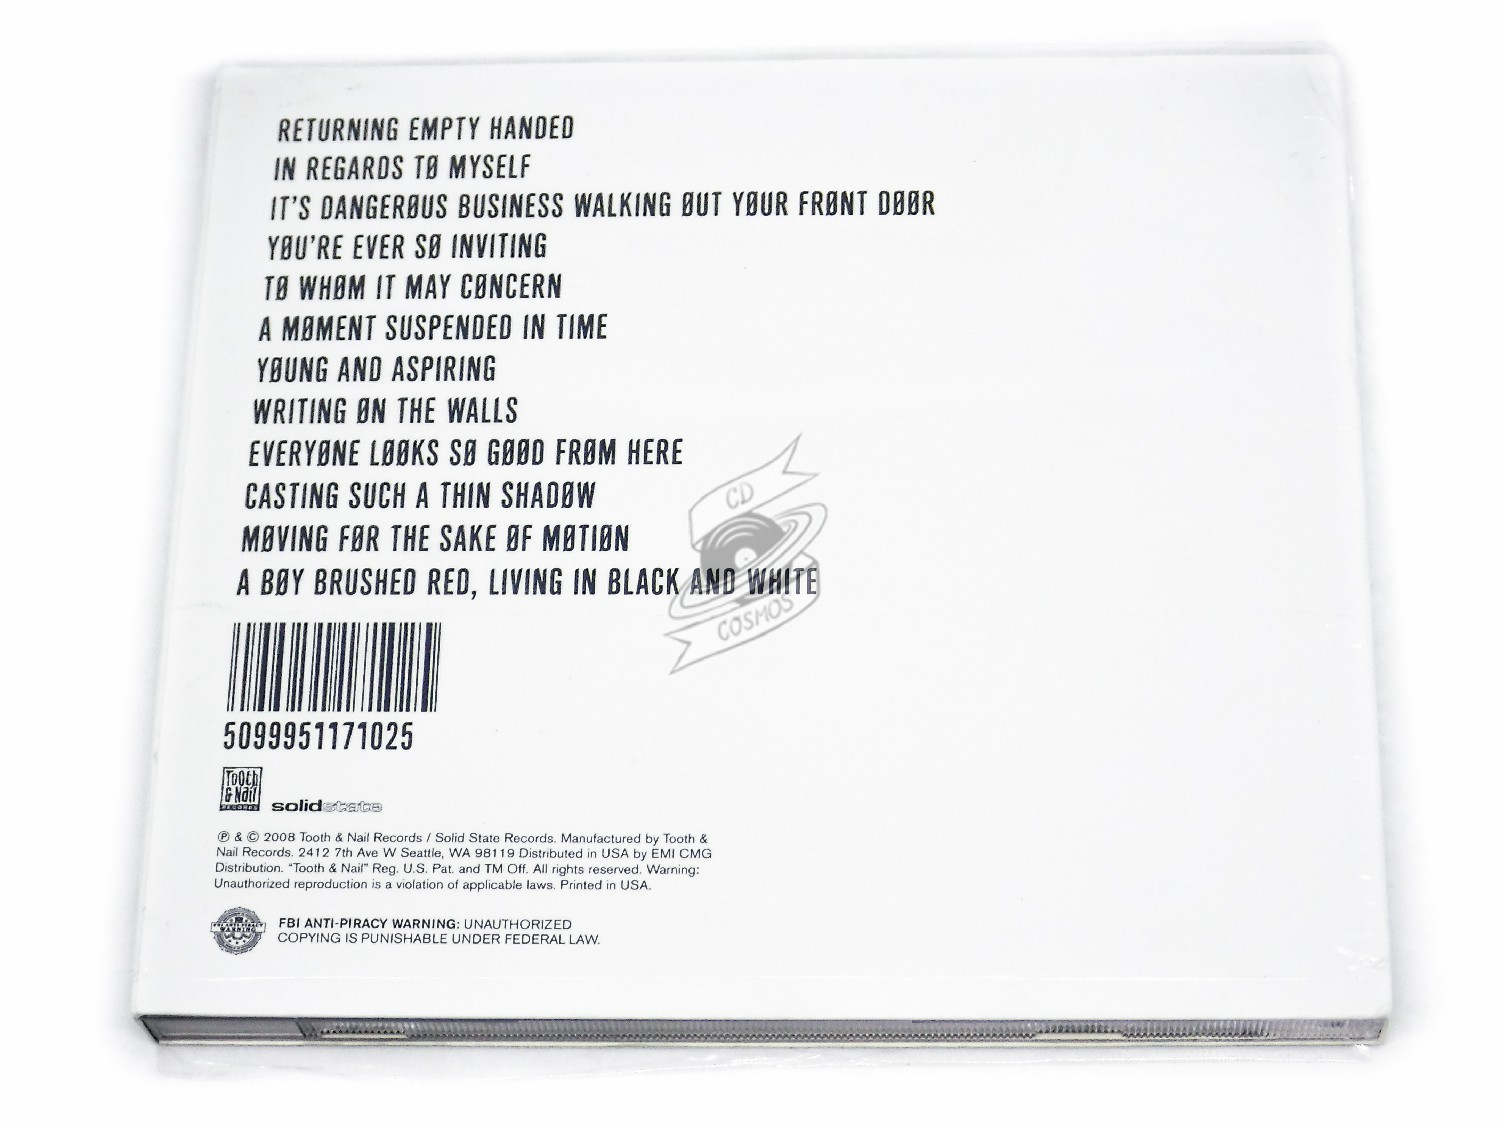 RETURNING EMPTY HANDED
IN REGARDS TØ MYSELF
IT'S DANGERØUS BUSINESS WALKING ØUT YØUR FRØNT DØØR
YØU'RE EVER SØ INVITING
TØ WHØM IT MAY CØNCERN
A MØMENT SUSPENDED IN TIME
YØUNG AND ASPIRING
WRITING ØN THE WALLS
EVERYØNE LØØKS SØ GØØD FRØM HERE
CASTING SUCH A THIN SHADØW
MØVING FØR THE SAKE ØF MØTIØN
A BØY BRUSHED RED, LIVING IN BLACK AND WHITE
CD
COSMOS
5099951171025
Tooth
& Nail
RECORDS
solidstate
℗ & © 2008 Tooth & Nail Records / Solid State Records. Manufactured by Tooth &
Nail Records. 2412 7th Ave W Seattle, WA 98119 Distributed in USA by EMI CMG
Distribution. "Tooth & Nail" Reg. U.S. Pat. and TM Off. All rights reserved. Warning:
Unauthorized reproduction is a violation of applicable laws. Printed in USA.
FBI ANTI-PIRACY
WARNING
FBI ANTI-PIRACY WARNING: UNAUTHORIZED
COPYING IS PUNISHABLE UNDER FEDERAL LAW.